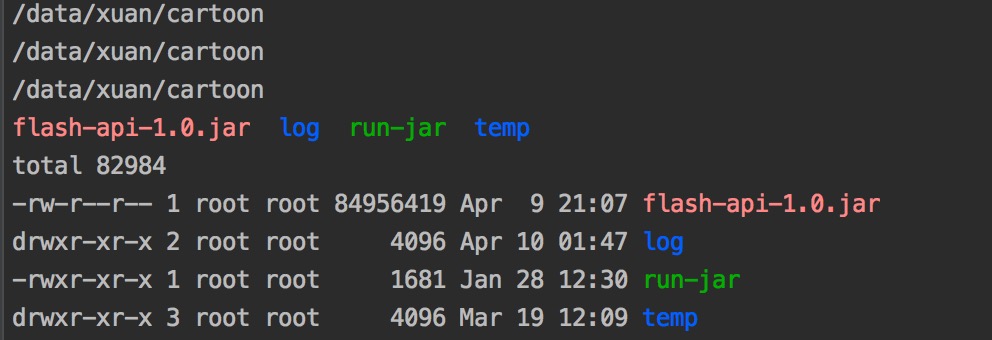 /data/xuan/cartoon
/data/xuan/cartoon
/data/xuan/cartoon
flash-api-1.0.jar  log  run-jar  temp
total 82984
-rw-r--r-- 1 root root 84956419 Apr  9 21:07 flash-api-1.0.jar
drwxr-xr-x 2 root root     4096 Apr 10 01:47 log
-rwxr-xr-x 1 root root     1681 Jan 28 12:30 run-jar
drwxr-xr-x 3 root root     4096 Mar 19 12:09 temp